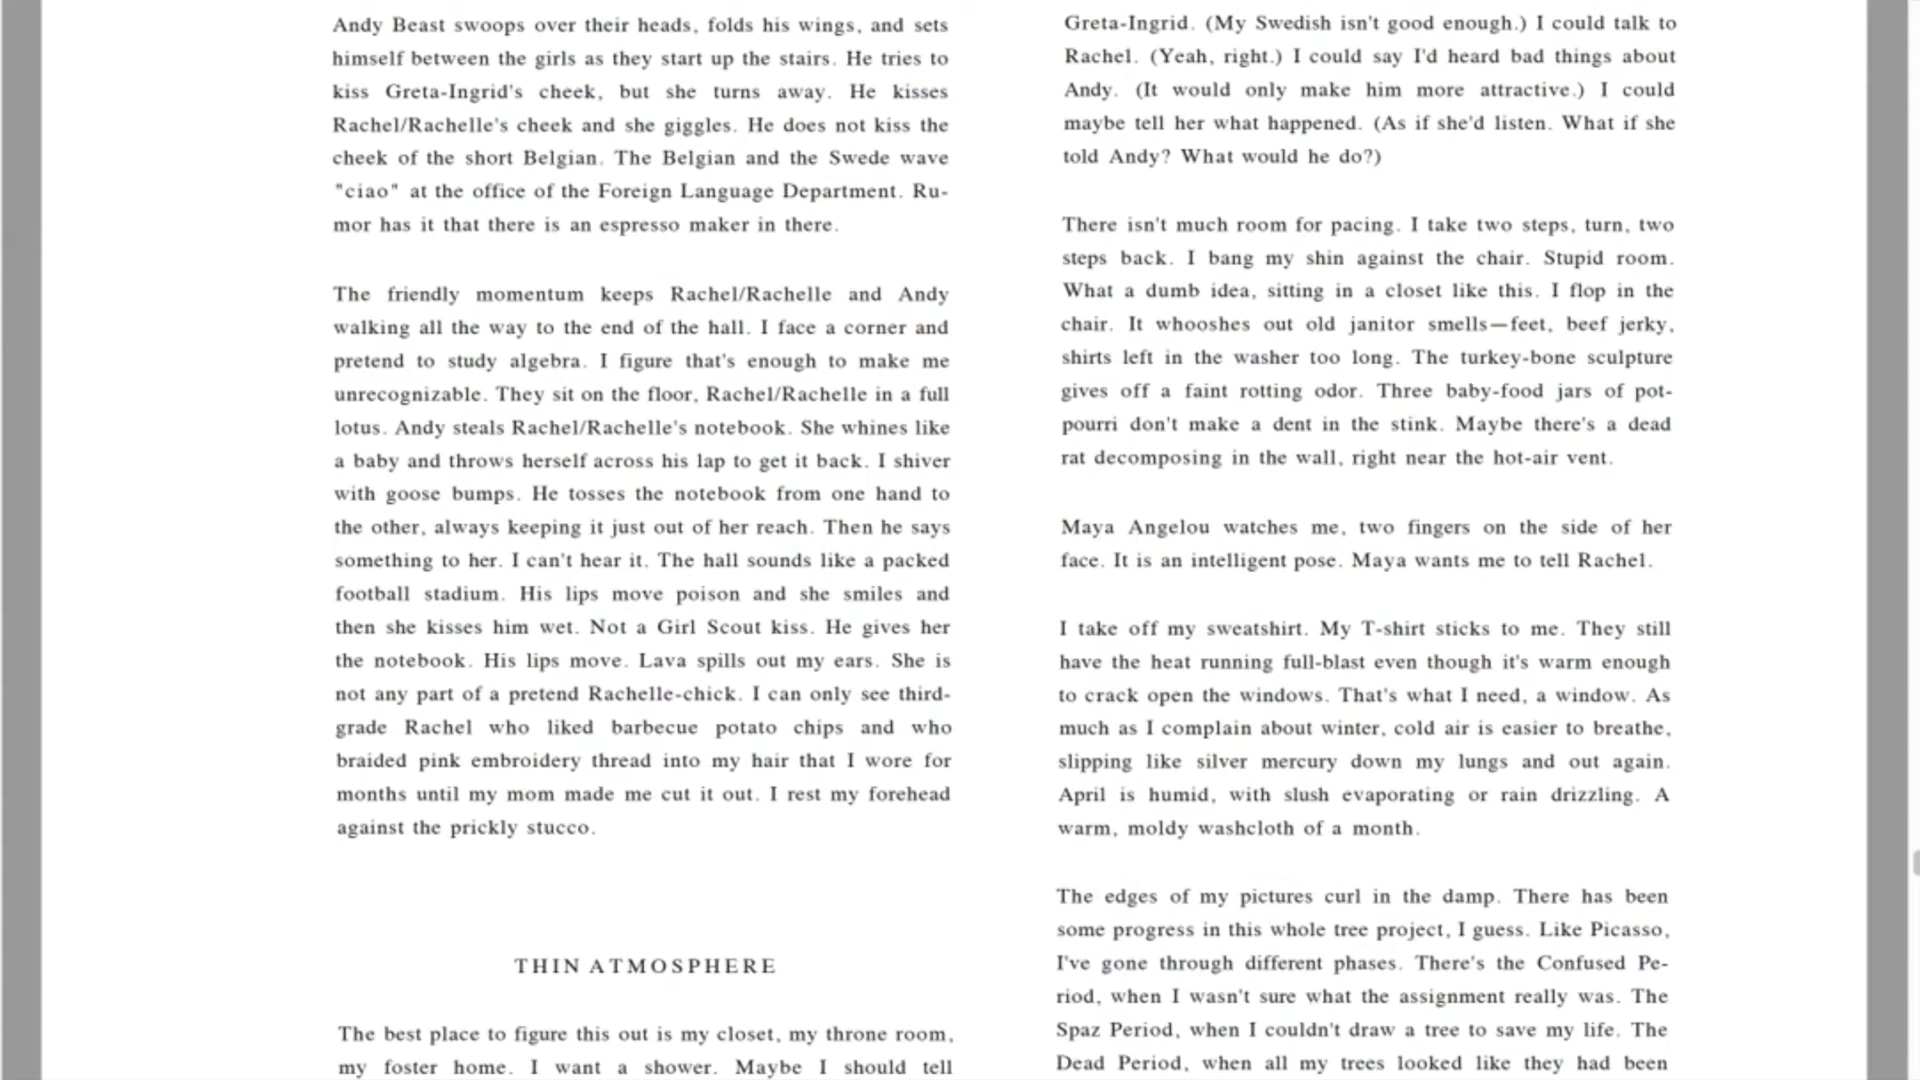 Andy Beast swoops over their heads, folds his wings, and sets
himself between the girls as they start up the stairs. He tries to
kiss Greta-Ingrid's cheek, but she turns away. He kisses
Rachel/Rachelle's cheek and she giggles. He does not kiss the
cheek of the short Belgian. The Belgian and the Swede wave
"ciao" at the office of the Foreign Language Department. Ru-
mor has it that there is an espresso maker in there.
The friendly momentum keeps Rachel/Rachelle and Andy
walking all the way to the end of the hall. I face a corner and
pretend to study algebra. I figure that's enough to make me
unrecognizable. They sit on the floor, Rachel/Rachelle in a full
lotus. Andy steals Rachel/Rachelle's notebook. She whines like
a baby and throws herself across his lap to get it back. I shiver
with goose bumps. He tosses the notebook from one hand to
the other, always keeping it just out of her reach. Then he says
something to her. I can't hear it. The hall sounds like a packed
football stadium. His lips move poison and she smiles and
then she kisses him wet. Not a Girl Scout kiss. He gives her
the notebook. His lips move. Lava spills out my ears. She is
not any part of a pretend Rachelle-chick. I can only see third-
grade Rachel who liked barbecue potato chips and who
braided pink embroidery thread into my hair that I wore for
months until my mom made me cut it out. I rest my forehead
against the prickly stucco.
THIN ATMOSPHERE
The best place to figure this out is my closet, my throne room,
my foster home. I want a shower. Maybe I should tell
Greta-Ingrid. (My Swedish isn't good enough.) I could talk to
Rachel. (Yeah, right.) I could say I'd heard bad things about
Andy. (It would only make him more attractive.) I could
maybe tell her what happened. (As if she'd listen. What if she
told Andy? What would he do?)
There isn't much room for pacing. I take two steps, turn, two
steps back. I bang my shin against the chair. Stupid room.
What a dumb idea, sitting in a closet like this. I flop in the
chair. It whooshes out old janitor smells—feet, beef jerky,
shirts left in the washer too long. The turkey-bone sculpture
gives off a faint rotting odor. Three baby-food jars of pot-
pourri don't make a dent in the stink. Maybe there's a dead
rat decomposing in the wall, right near the hot-air vent.
Maya Angelou watches me, two fingers on the side of her
face. It is an intelligent pose. Maya wants me to tell Rachel.
I take off my sweatshirt. My T-shirt sticks to me. They still
have the heat running full-blast even though it's warm enough
to crack open the windows. That's what I need, a window. As
much as I complain about winter, cold air is easier to breathe,
slipping like silver mercury down my lungs and out again.
April is humid, with slush evaporating or rain drizzling. A
warm, moldy washcloth of a month.
The edges of my pictures curl in the damp. There has been
some progress in this whole tree project, I guess. Like Picasso,
I've gone through different phases. There's the Confused Pe-
riod, when I wasn't sure what the assignment really was. The
Spaz Period, when I couldn't draw a tree to save my life. The
Dead Period, when all my trees looked like they had been